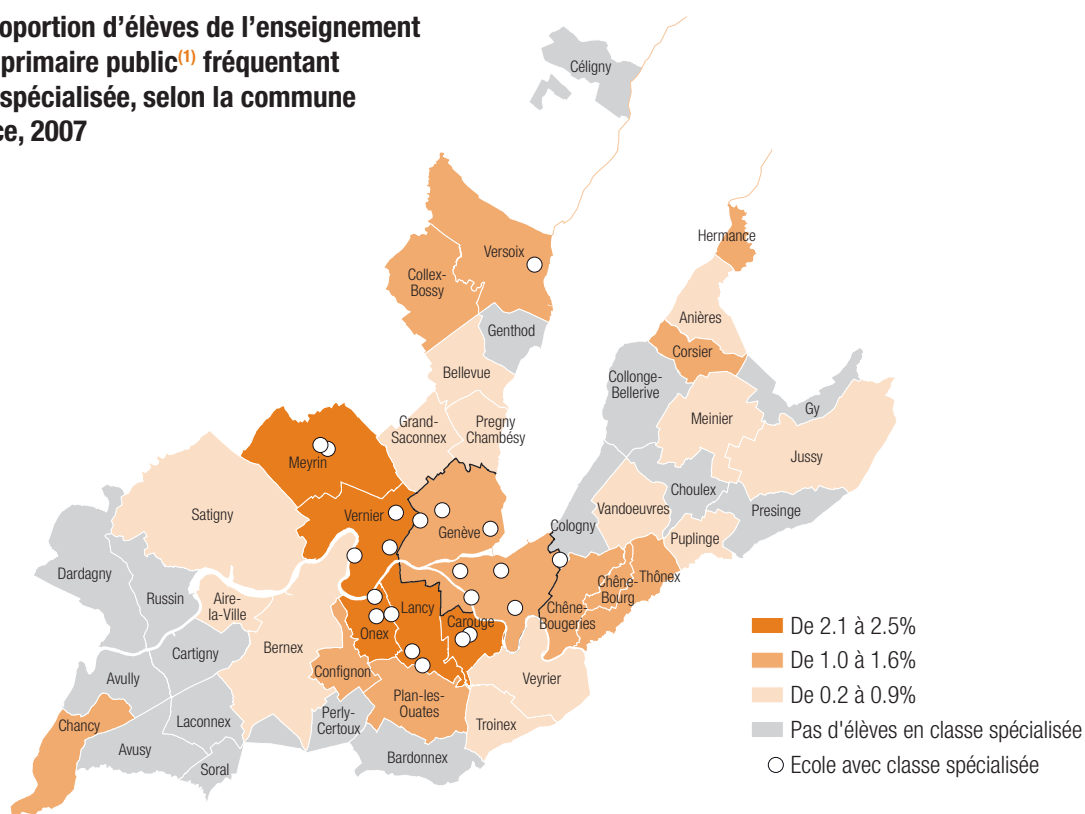 oportion d'élèves de l'enseignement
primaire public(1) fréquentant
spécialisée, selon la commune
ce, 2007
Céligny
Hermance
Versoix
Collex-
Bossy
Anières
Genthod
Corsier
Bellevue
Collonge-
Bellerive
Gy
Meinier
Grand-
Saconnex
Pregny
Chambésy
Jussy
Meyrin
Choulex
Vandoeuvres
Presinge
Satigny
Vernier
Genève
Cologny
Puplinge
Dardagny
Thônex
Chêne-
Bourg
Russin
Aire-
la-Ville
Lancy
Chêne-
Bougeries
Carouge
Onex
Bernex
Cartigny
Confignon
Veyrier
Avully
Plan-les-
Ouates
Perly-
Certoux
Laconnex
Chancy
Troinex
Avusy
Bardonnex
Soral
De 2.1 à 2.5%
De 1.0 à 1.6%
De 0.2 à 0.9%
Pas d'élèves en classe spécialisée
Ecole avec classe spécialisée